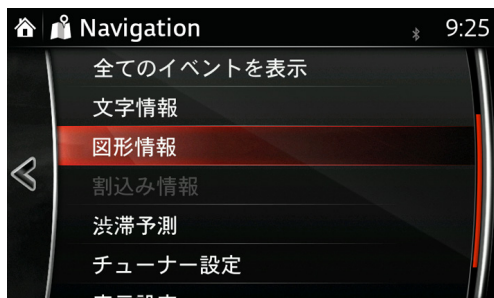 Navigation 9:25
全てのイベントを表示
文字情報
図形情報
割込み情報
渋滞予測
チューナー設定